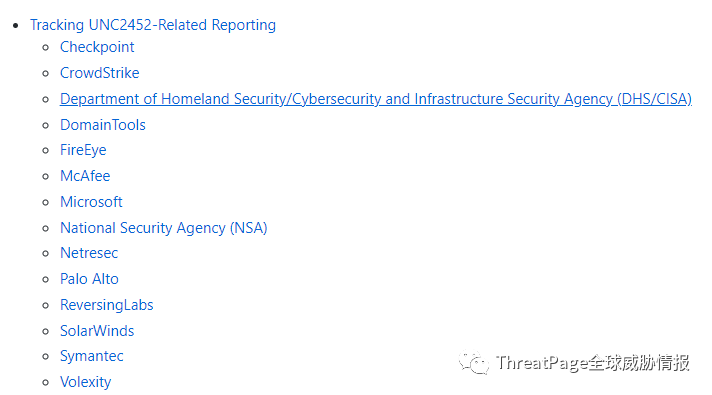 Tracking UNC2452-Related Reporting
Checkpoint
CrowdStrike
Department of Homeland Security/Cybersecurity and Infrastructure Security Agency (DHS/CISA)
DomainTools
FireEye
McAfee
Microsoft
National Security Agency (NSA)
Netresec
Palo Alto
ReversingLabs
SolarWinds
Symantec
Volexity
ThreatPage全球威胁情报